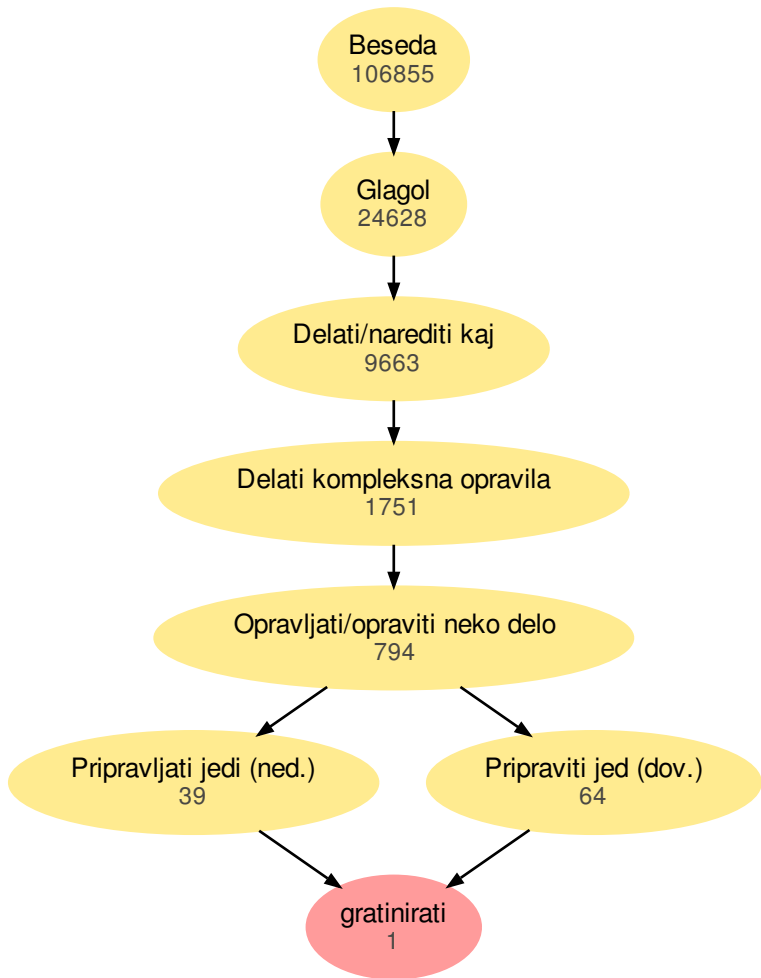 Beseda
106855
Glagol
24628
Delati/narediti kaj
9663
Delati kompleksna opravila
1751
Opravljati/opraviti neko delo
794
Pripravljati jedi (ned.)
39
Pripraviti jed (dov.)
64
gratinirati
1